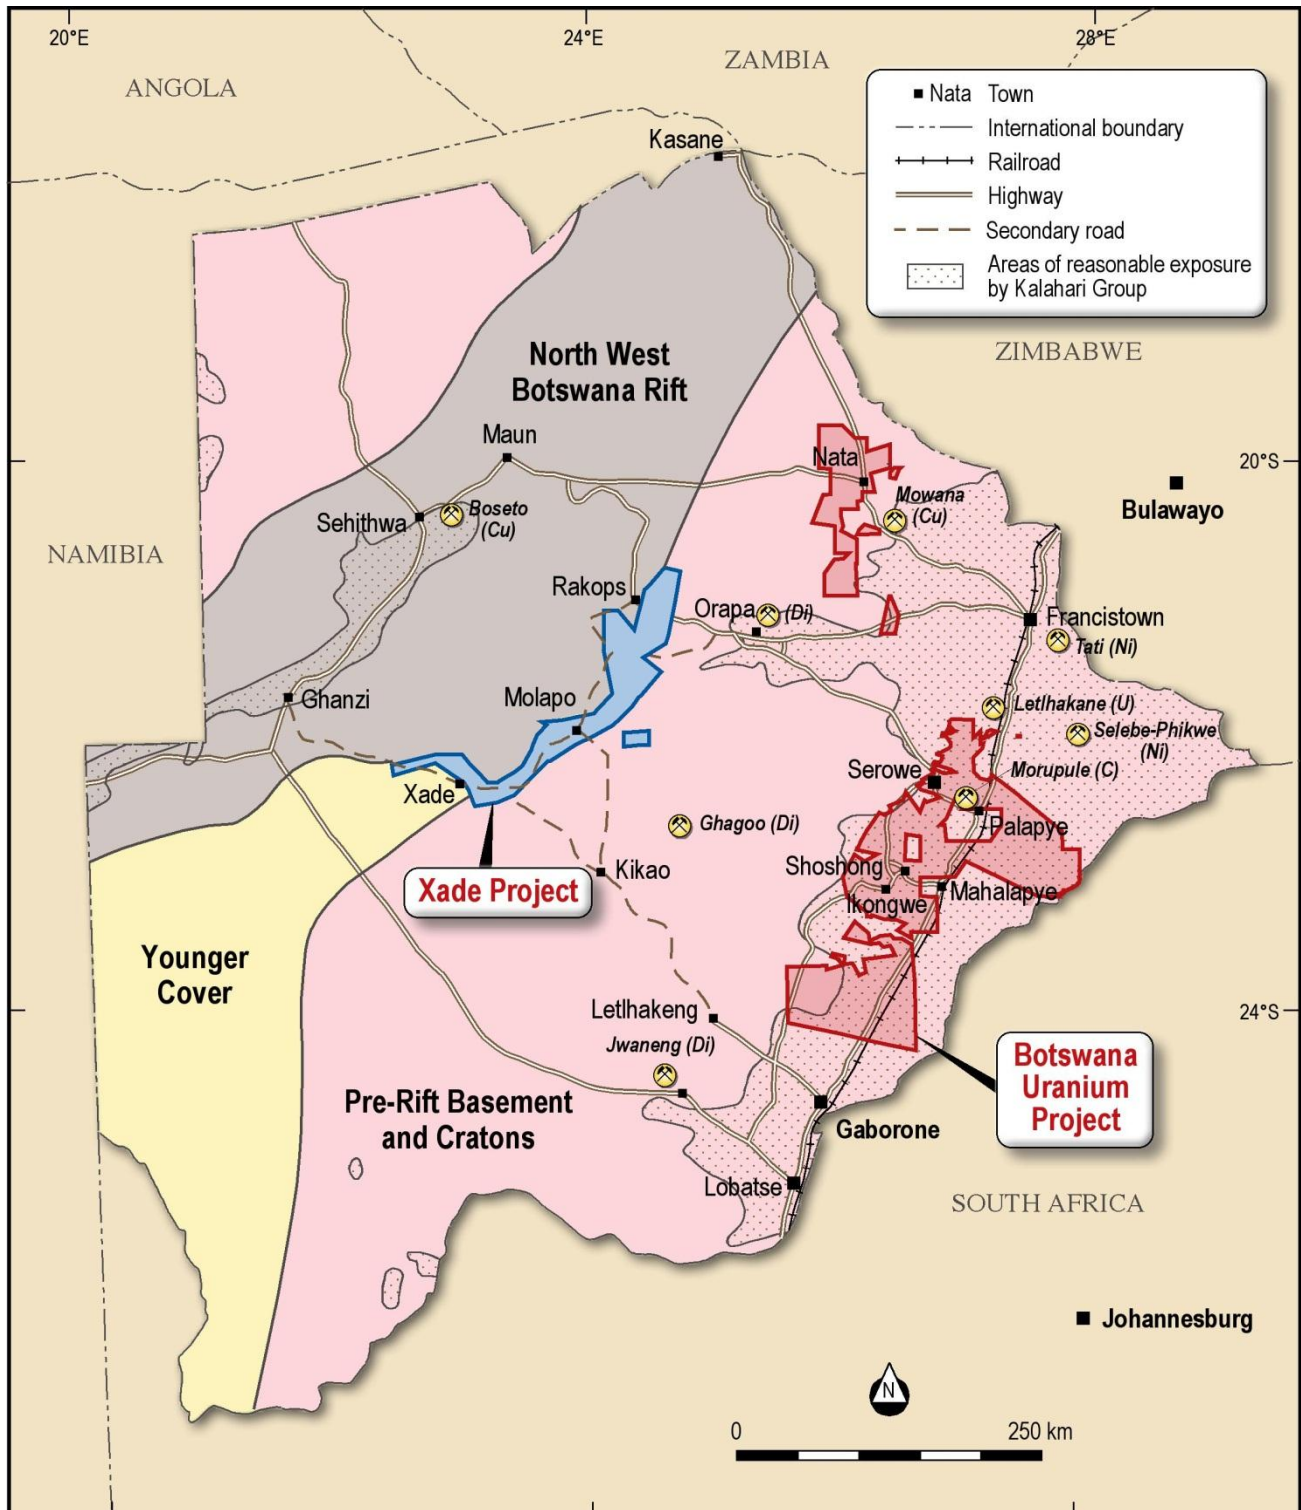 20°E
24°E
28°E
ANGOLA
ZAMBIA
Nata Town
International boundary
Railroad
Highway
Secondary road
Areas of reasonable exposure
by Kalahari Group
Kasane
ZIMBABWE
North West
Botswana Rift
Maun
Nata
20°S
Bulawayo
Mowana
(Cu)
Boseto
(Cu)
Sehithwa
NAMIBIA
Rakops
Orapa
(Di)
Francistown
Tati (Ni)
Ghanzi
Molapo
Letlhakane (U)
Selebe-Phikwe
(Ni)
Serowe
Morupule (C)
Xade
Ghagoo (Di)
Palapye
Kikao
Shoshong
Xade Project
Ikongwe
Mahalapye
Younger
Cover
Letlhakeng
24°S
Jwaneng (Di)
Botswana
Uranium
Project
Pre-Rift Basement
and Cratons
Gaborone
Lobatse
SOUTH AFRICA
Johannesburg
N
0
250 km